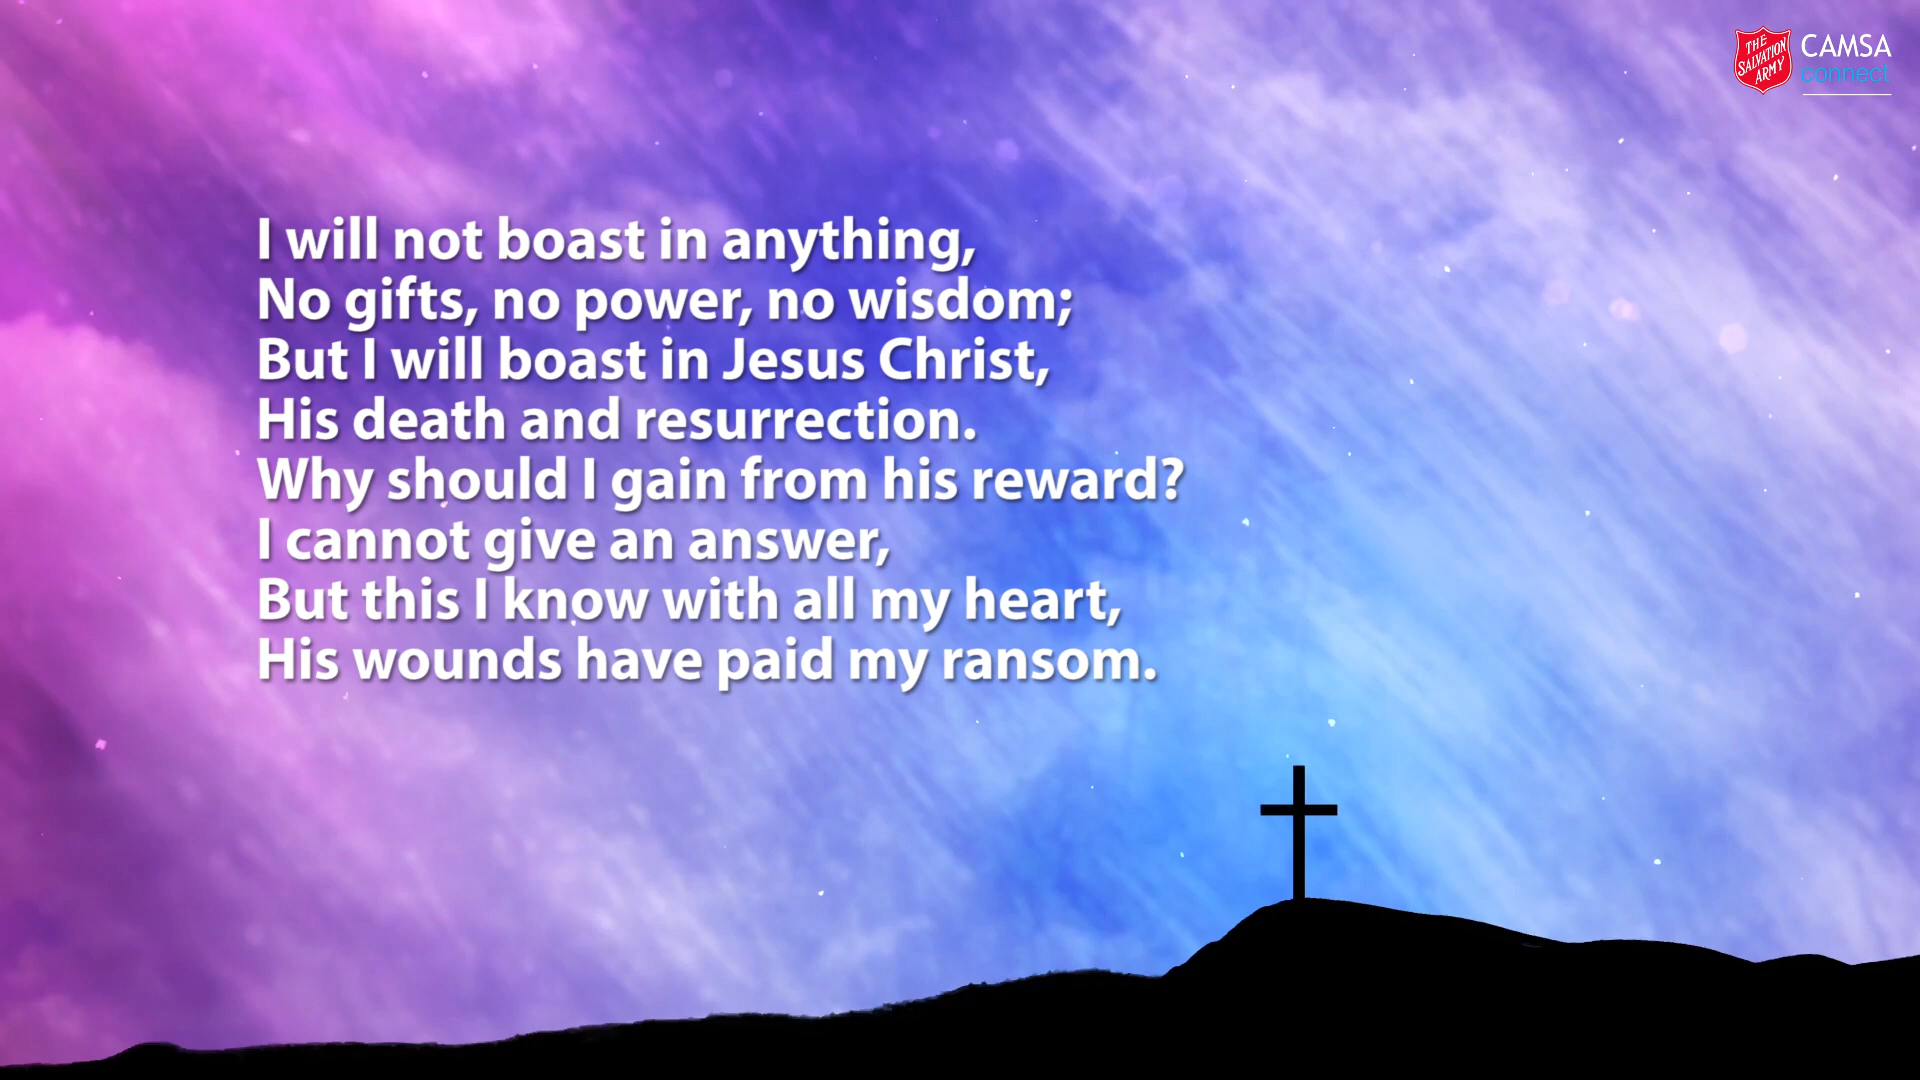 THE
SALVATION
ARMY
CAMSA
connect
I will not boast in anything,
No gifts, no power, no wisdom;
But I will boast in Jesus Christ,
His death and resurrection.
Why should I gain from his reward?
I cannot give an answer,
But this I know with all my heart,
His wounds have paid my ransom.